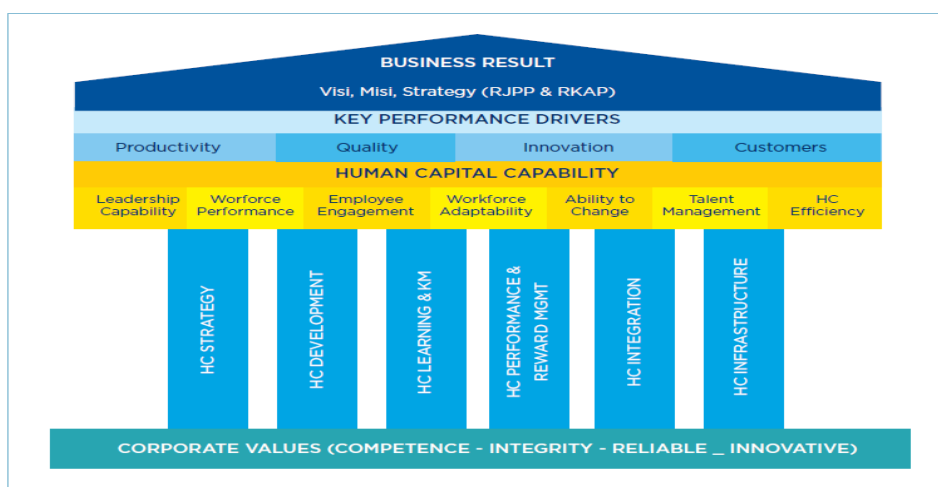 BUSINESS RESULT
Visi, Misi, Strategy (RJPP & RKAP)
KEY PERFORMANCE DRIVERS
Productivity
Quality
Innovation
Customers
HUMAN CAPITAL CAPABILITY
Leadership
Capability
Worforce
Performance
Employee
Engagement
Workforce
Adaptability
Ability to
Change
Talent
Management
HC
Efficiency
HC STRATEGY
HC DEVELOPMENT
HC LEARNING & KM
HC PERFORMANCE &
REWARD MGMT
HC INTEGRATION
HC INFRASTRUCTURE
CORPORATE VALUES (COMPETENCE - INTEGRITY - RELIABLE _ INNOVATIVE)